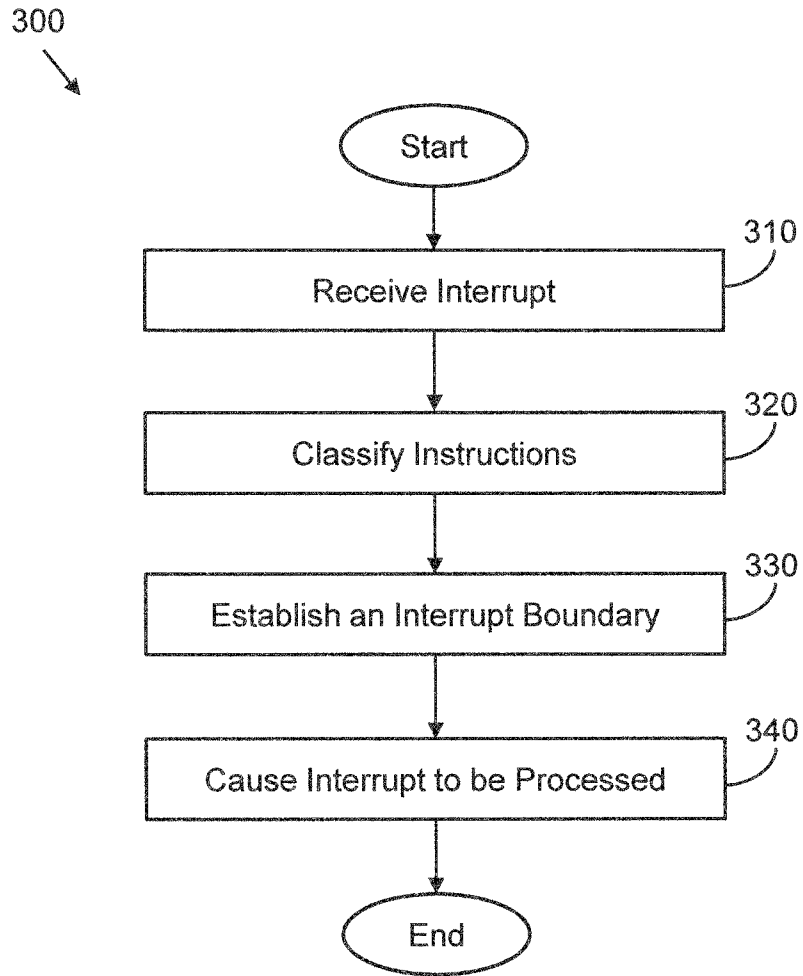 300
Start
310
Receive Interrupt
320
Classify Instructions
330
Establish an Interrupt Boundary
340
Cause Interrupt to be Processed
End